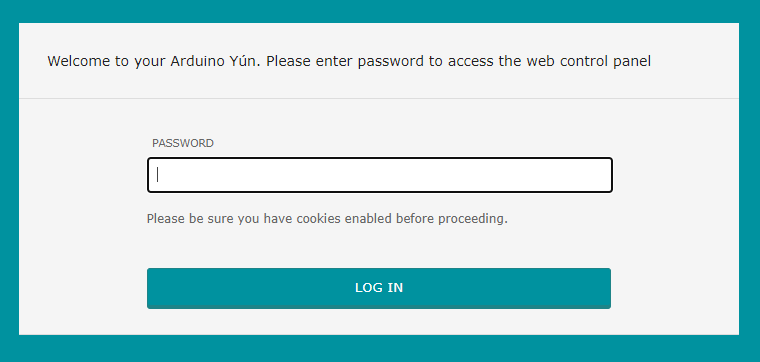 Welcome to your Arduino Yún. Please enter password to access the web control panel
PASSWORD
Please be sure you have cookies enabled before proceeding.
LOG IN